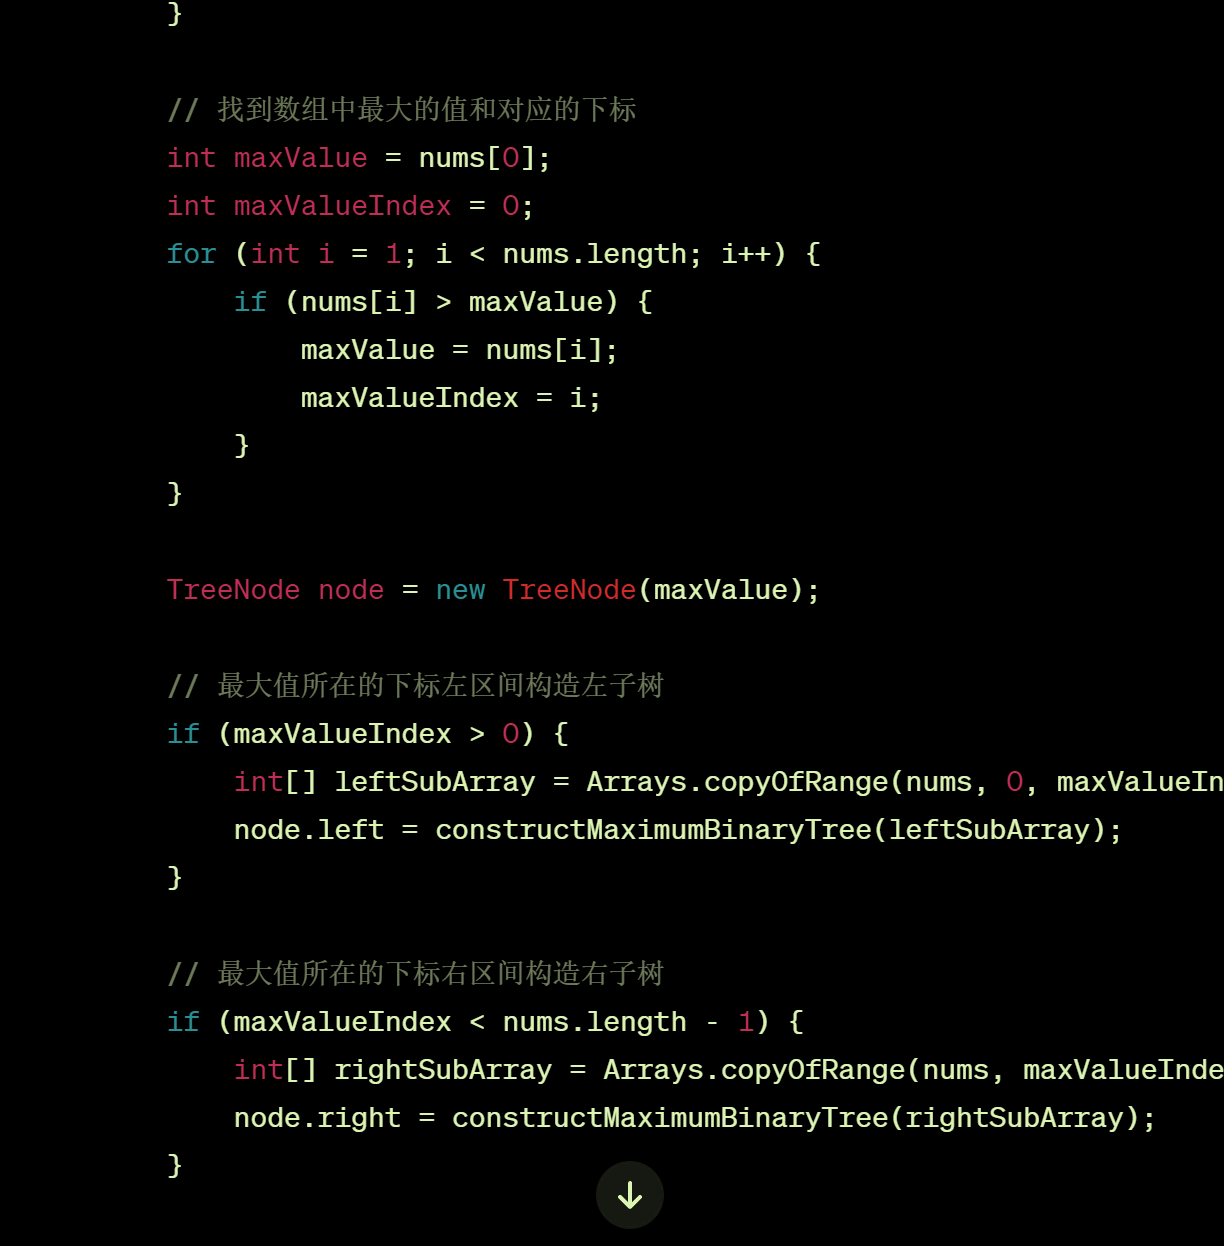 }
// 找到数组中最大的值和对应的下标
int maxValue = nums[0];
int maxValueIndex = 0;
for (int i = 1; i < nums.length; i++) {
if (nums[i] > maxValue) {
maxValue = nums[i];
maxValueIndex = i;
}
}
TreeNode node = new TreeNode(maxValue);
// 最大值所在的下标左区间构造左子树
if (maxValueIndex > 0) {
int[] leftSubArray = Arrays.copyOfRange(nums, 0, maxValueIn
node.left = constructMaximumBinaryTree(leftSubArray);
}
// 最大值所在的下标右区间构造右子树
if (maxValueIndex < nums.length - 1) {
int[] rightSubArray = Arrays.copyOfRange(nums, maxValueInde
node.right = constructMaximumBinaryTree(rightSubArray);
}